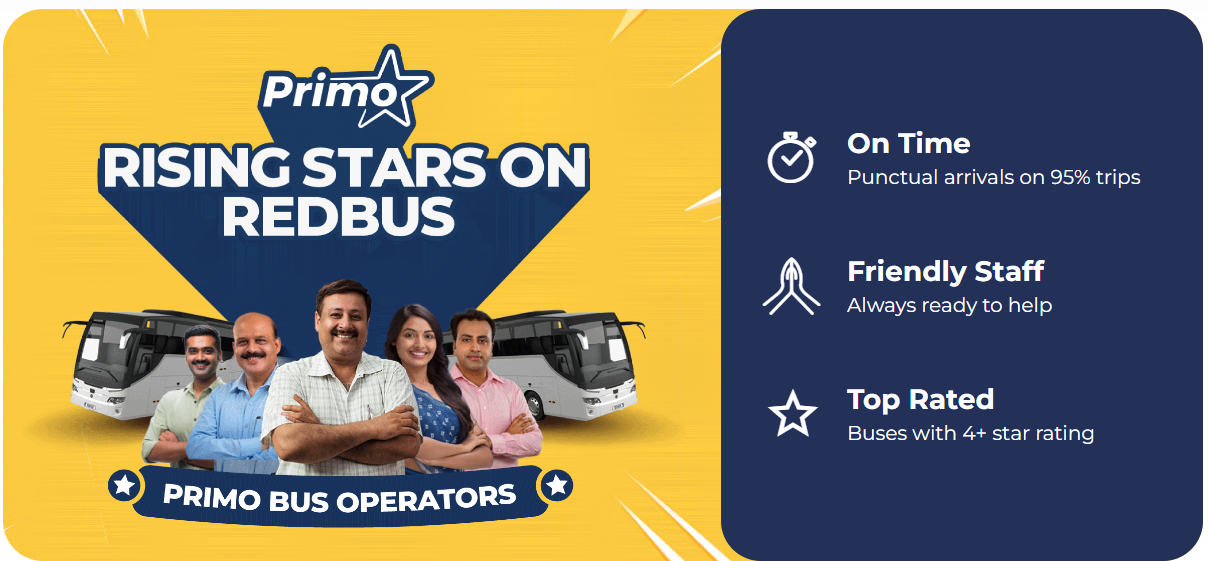 Primo
RISING STARS ON
REDBUS
PRIMO BUS OPERATORS
On Time
Punctual arrivals on 95% trips
Friendly Staff
Always ready to help
Top Rated
Buses with 4+ star rating